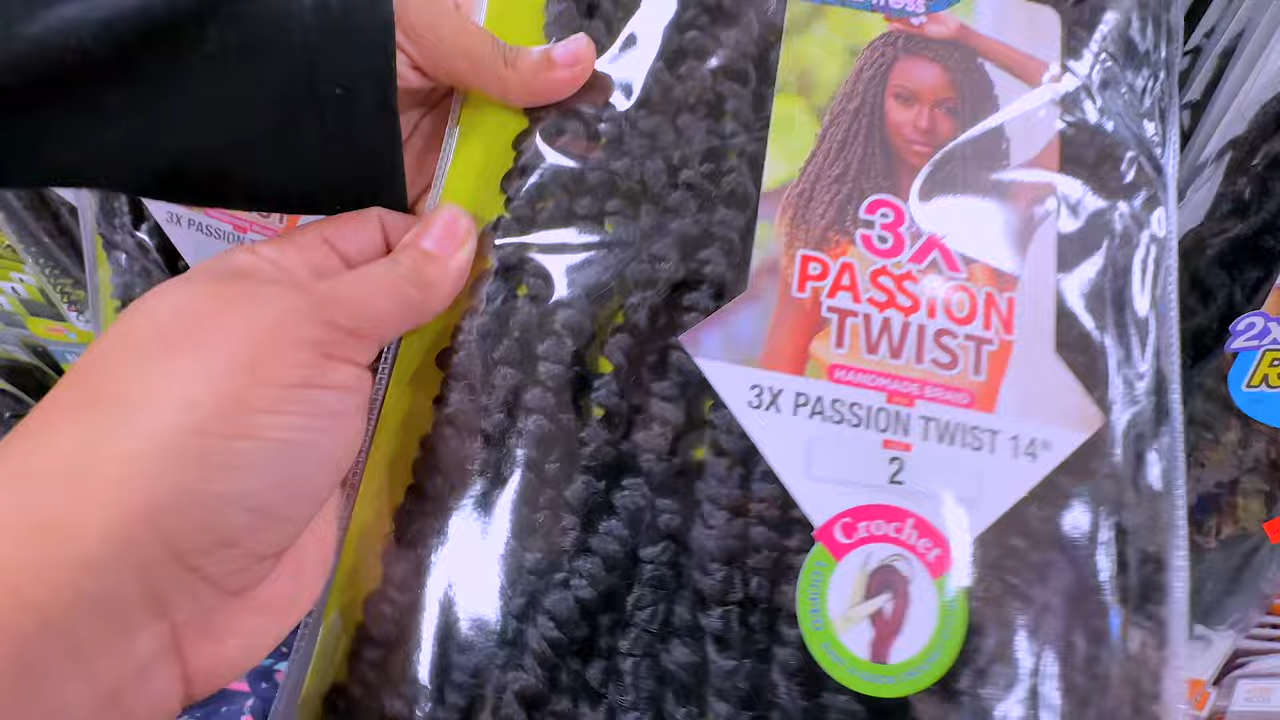 3X
PA$$ION
TWIST
HANDMADE BRAID
3X PASSION TWIST 14"
2
Crochet
3X PASSION
2X
R